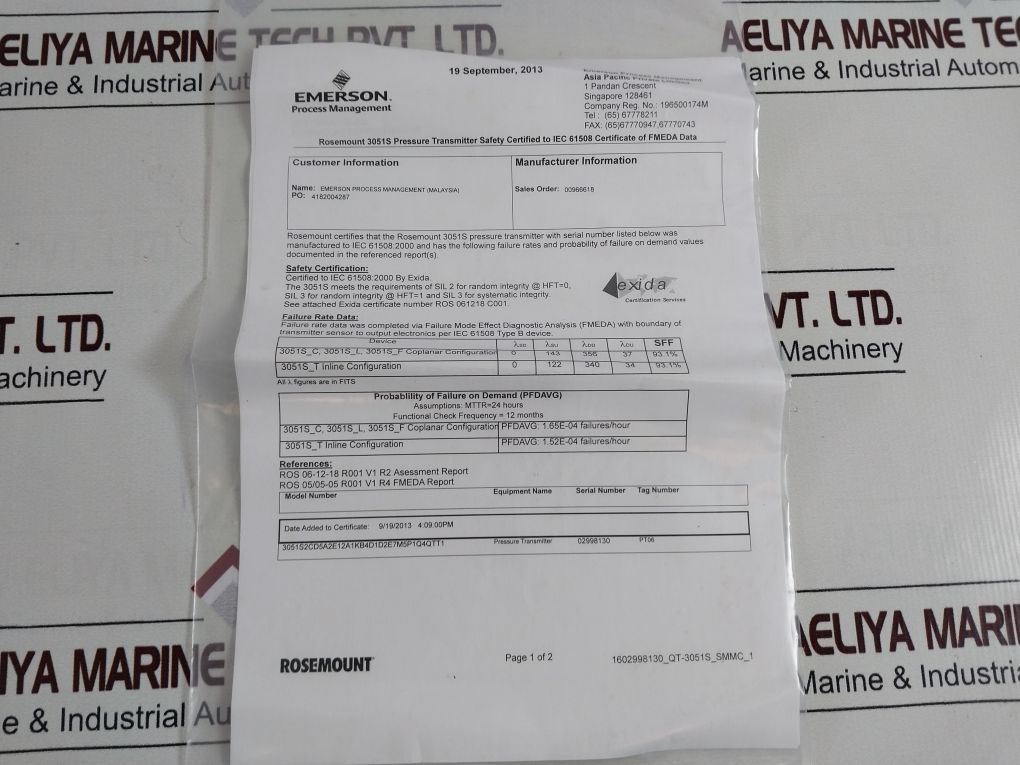 AELIYA MARINE TECH PVT. LTD.
Marine & Industrial Aut
AELIYA MARINE TE
Marine & Industrial Autom
19 September, 2013
EMERSON.
Process Management
Emerson Process Management
Asia Pacific Private Limited
1 Pandan Crescent
Singapore 128461
Company Reg. No.: 196500174M
Tel : (65) 67778211
FAX: (65)67770947,67770743
Rosemount 3051S Pressure Transmitter Safety Certified to IEC 61508 Certificate of FMEDA Data
Customer Information
Manufacturer Information
Name: EMERSON PROCESS MANAGEMENT (MALAYSIA)
PO: 4182004287
Sales Order: 00966618
Rosemount certifies that the Rosemount 3051S pressure transmitter with serial number listed below was
manufactured to IEC 61508:2000 and has the following failure rates and probability of failure on demand values
documented in the referenced report(s).
Safety Certification:
Certified to IEC 61508:2000 By Exida.
The 3051S meets the requirements of SIL 2 for random integrity @ HFT=0,
SIL 3 for random integrity @ HFT=1 and SIL 3 for systematic integrity.
See attached Exida certificate number ROS 061218 C001.
exida
Certification Services
Failure Rate Data:
Failure rate data was completed via Failure Mode Effect Diagnostic Analysis (FMEDA) with boundary of
transmitter sensor to output electronics per IEC 61508 Type B device.
Device λSD λSU λDD λDU SFF
3051S_C, 3051S_L, 3051S_F Coplanar Configuration 0 143 356 37 93.1%
3051S_T Inline Configuration 0 122 340 34 93.1%
All λ figures are in FITS
Probablility of Failure on Demand (PFDAVG)
Assumptions: MTTR=24 hours
Functional Check Frequency = 12 months
3051S_C, 3051S_L, 3051S_F Coplanar Configuration PFDAVG: 1.65E-04 failures/hour
3051S_T Inline Configuration PFDAVG: 1.52E-04 failures/hour
References:
ROS 06-12-18 R001 V1 R2 Asessment Report
ROS 05/05-05 R001 V1 R4 FMEDA Report
Model Number Equipment Name Serial Number Tag Number
Date Added to Certificate: 9/19/2013 4:09:00PM
3051S2CD5A2E12A1KB4D1D2E7M5P1Q4QTT1 Pressure Transmitter 02998130 PT06
ROSEMOUNT
Page 1 of 2
1602998130_QT-3051S_SMMC_1
T. LTD.
achinery
VT. LTD.
Machinery
IYA MARINE
e & Industrial Au
AELIYA MARI
Marine & Industri